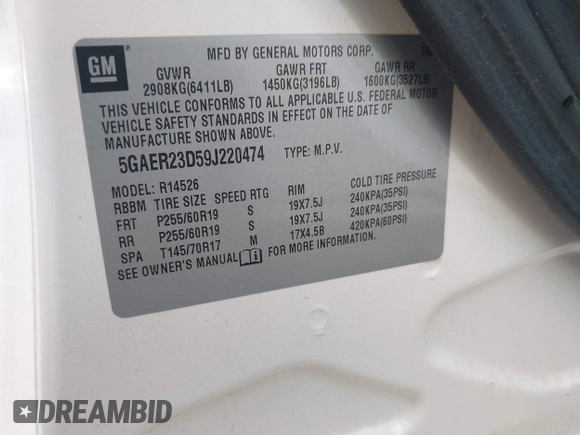 GM
MFD BY GENERAL MOTORS CORP.
GVWR GAWR FRT GAWR RR
2908KG(6411LB) 1450KG(3196LB) 1600KG(3527LB)
THIS VEHICLE CONFORMS TO ALL APPLICABLE U.S. FEDERAL MOTOR
VEHICLE SAFETY STANDARDS IN EFFECT ON THE DATE OF
MANUFACTURE SHOWN ABOVE.
5GAER23D59J220474 TYPE: M.P.V.
MODEL: R14526
RBBM TIRE SIZE SPEED RTG RIM COLD TIRE PRESSURE
FRT P255/60R19 S 19X7.5J 240KPA(35PSI)
RR P255/60R19 S 19X7.5J 240KPA(35PSI)
SPA T145/70R17 M 17X4.5B 420KPA(60PSI)
SEE OWNER'S MANUAL FOR MORE INFORMATION.
DREAMBID